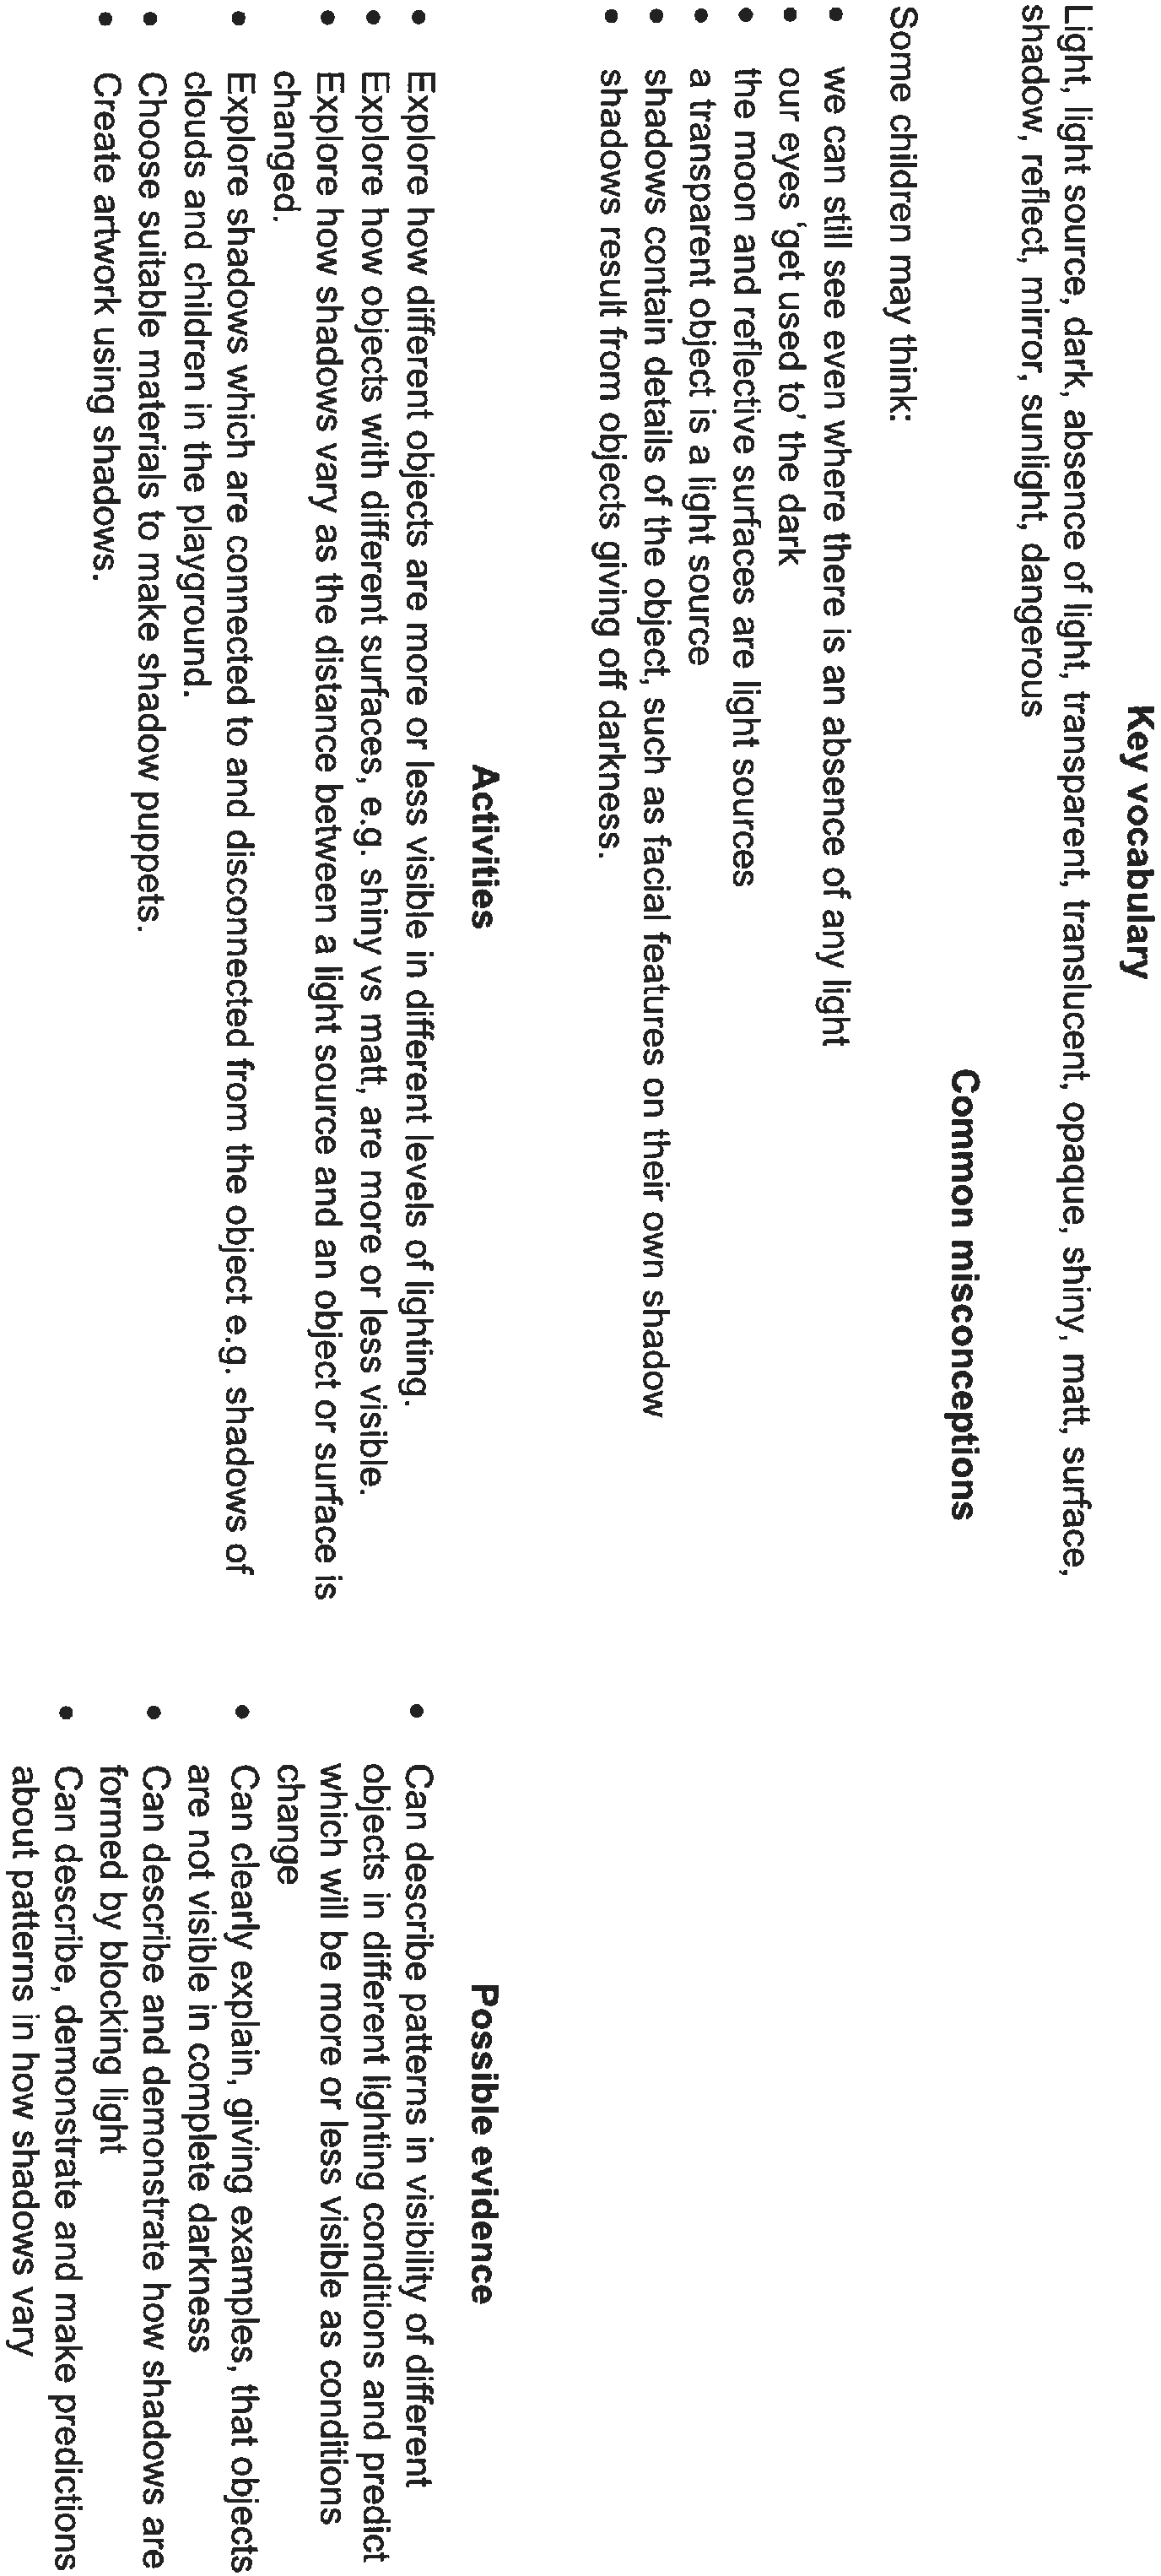 Key vocabulary
Light, light source, dark, absence of light, transparent, translucent, opaque, shiny, matt, surface,
shadow, reflect, mirror, sunlight, dangerous
Common misconceptions
Some children may think:
• we can still see even where there is an absence of any light
• our eyes ‘get used to’ the dark
• the moon and reflective surfaces are light sources
• a transparent object is a light source
• shadows contain details of the object, such as facial features on their own shadow
• shadows result from objects giving off darkness.
Activities
• Explore how different objects are more or less visible in different levels of lighting.
• Explore how objects with different surfaces, e.g. shiny vs matt, are more or less visible.
• Explore how shadows vary as the distance between a light source and an object or surface is
changed.
• Explore shadows which are connected to and disconnected from the object e.g. shadows of
clouds and children in the playground.
• Choose suitable materials to make shadow puppets.
• Create artwork using shadows.
Possible evidence
• Can describe patterns in visibility of different
objects in different lighting conditions and predict
which will be more or less visible as conditions
change
• Can clearly explain, giving examples, that objects
are not visible in complete darkness
• Can describe and demonstrate how shadows are
formed by blocking light
• Can describe, demonstrate and make predictions
about patterns in how shadows vary